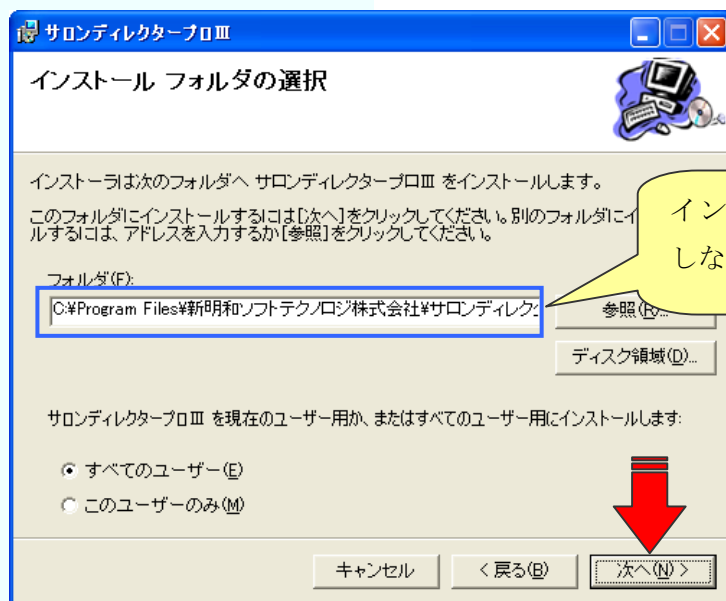 サロンディレクタープロⅢ
インストール フォルダの選択
インストーラは次のフォルダへ サロンディレクタープロⅢ をインストールします。
このフォルダにインストールするには[次へ]をクリックしてください。別のフォルダにイ
ルするには、アドレスを入力するか[参照]をクリックしてください。
イン
しな
フォルダ(F):
C:¥Program Files¥新明和ソフトテクノロジ株式会社¥サロンディレク
参照(R)...
ディスク領域(D)...
サロンディレクタープロⅢ を現在のユーザー用か、またはすべてのユーザー用にインストールします:
すべてのユーザー(E)
このユーザーのみ(M)
キャンセル
< 戻る(B)
次へ(N) >